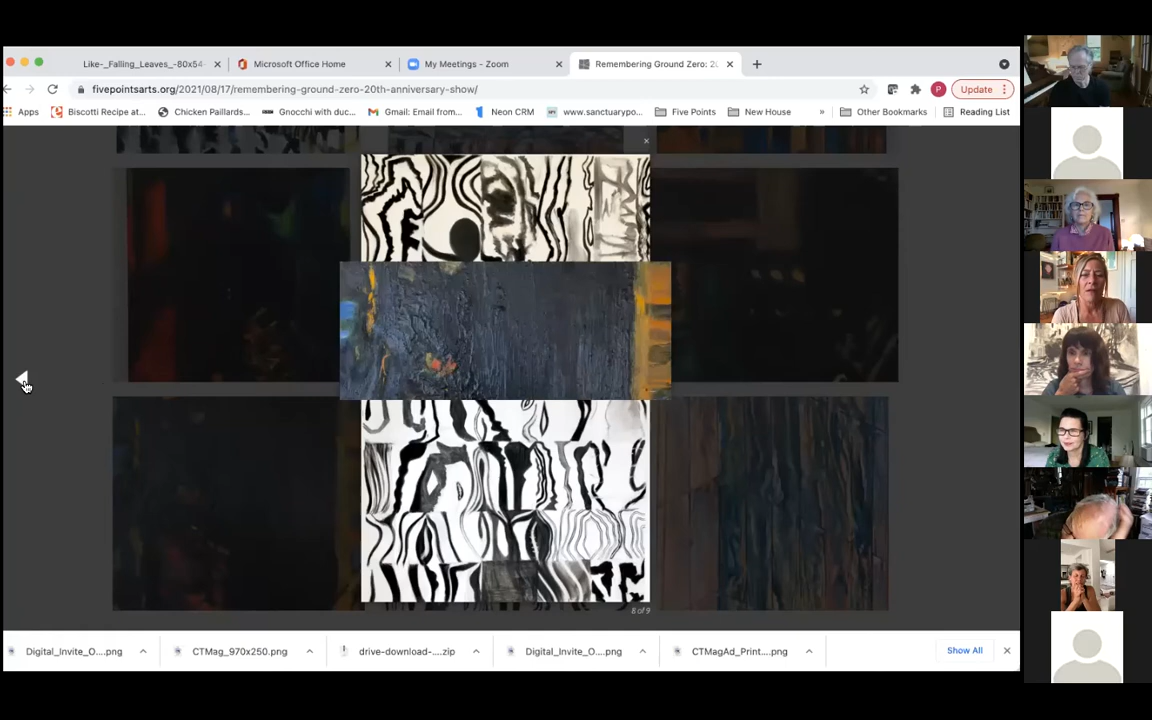 Like-_Falling_Leaves_-80x54-
Microsoft Office Home
My Meetings - Zoom
Remembering Ground Zero: 20
fivepointsarts.org/2021/08/17/remembering-ground-zero-20th-anniversary-show/
P
Update
Apps
Biscotti Recipe at...
Chicken Paillards...
Gnocchi with duc...
Gmail: Email from...
Neon CRM
www.sanctuarypo...
Five Points
New House
»
Other Bookmarks
Reading List
8 of 9
Digital_Invite_O....png
CTMag_970x250.png
drive-download-....zip
Digital_Invite_O....png
CTMagAd_Print....png
Show All